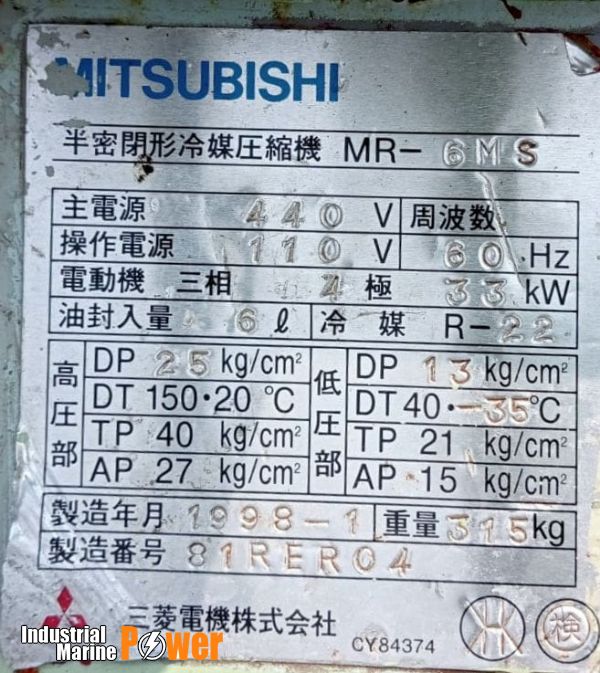 MITSUBISHI
半密閉形冷媒圧縮機 MR-6MS
主電源 440 V 周波数
操作電源 110 V 60 Hz
電動機 三相 4 極 33 kW
油封入量 6 ℓ 冷媒 R-22
高圧部 DP 25 kg/cm² 低圧部 DP 13 kg/cm²
DT 150・20 ℃ DT 40・-35℃
TP 40 kg/cm² TP 21 kg/cm²
AP 27 kg/cm² AP 15 kg/cm²
製造年月 1998-1 重量 315 kg
製造番号 81RER04
三菱電機株式会社
CY84374 検
Industrial Marine Power